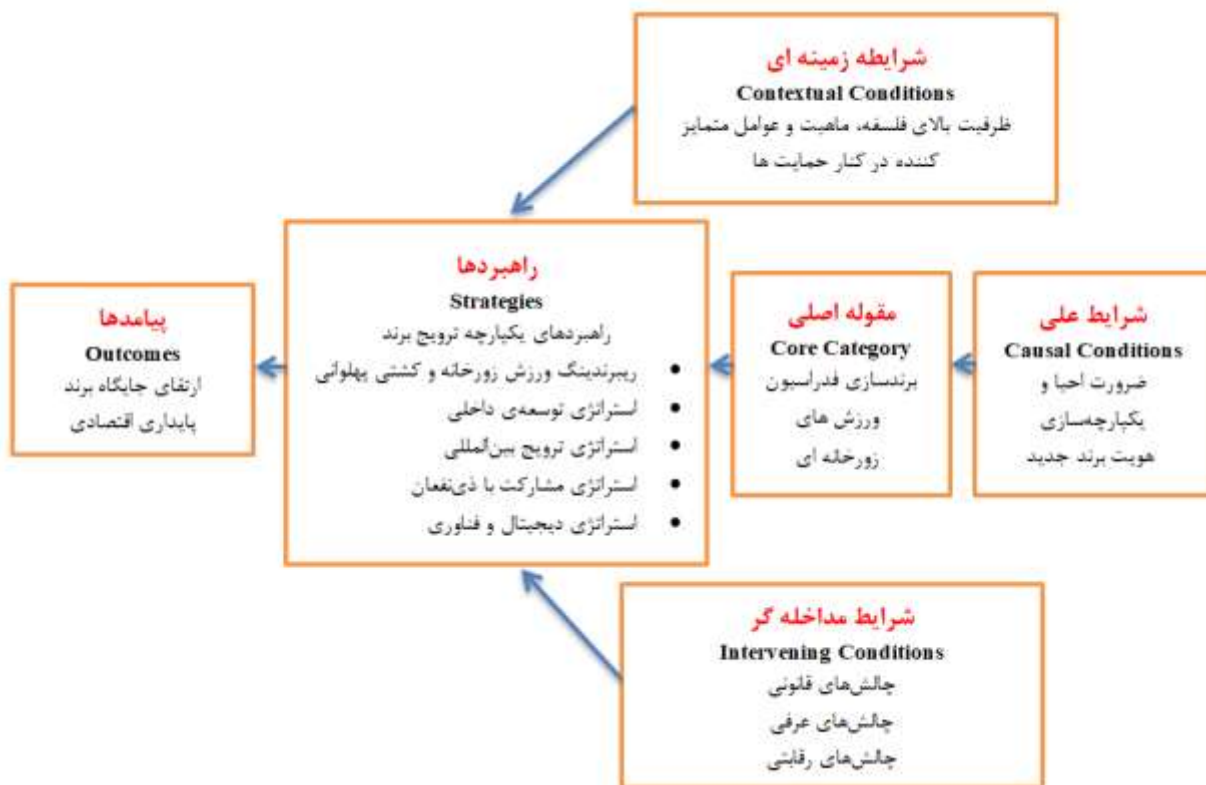 شرایطه زمینه ای
Contextual Conditions
ظرفیت بالای فلسفه، ماهیت و عوامل متمایز
کننده در کنار حمایت ها
شرایط علی
Causal Conditions
ضرورت احیا و
یکپارچه‌سازی
هویت برند جدید
مقوله اصلی
Core Category
برندسازی فدراسیون
ورزش های
زورخانه ای
راهبردها
Strategies
راهبردهای یکپارچه ترویج برند
• ریبرندینگ ورزش زورخانه و کشتی پهلوانی
• استراتژی توسعه‌ی داخلی
• استراتژی ترویج بین‌المللی
• استراتژی مشارکت با ذی‌نفعان
• استراتژی دیجیتال و فناوری
پیامدها
Outcomes
ارتقای جایگاه برند
پایداری اقتصادی
شرایط مداخله گر
Intervening Conditions
چالش‌های قانونی
چالش‌های عرفی
چالش‌های رقابتی